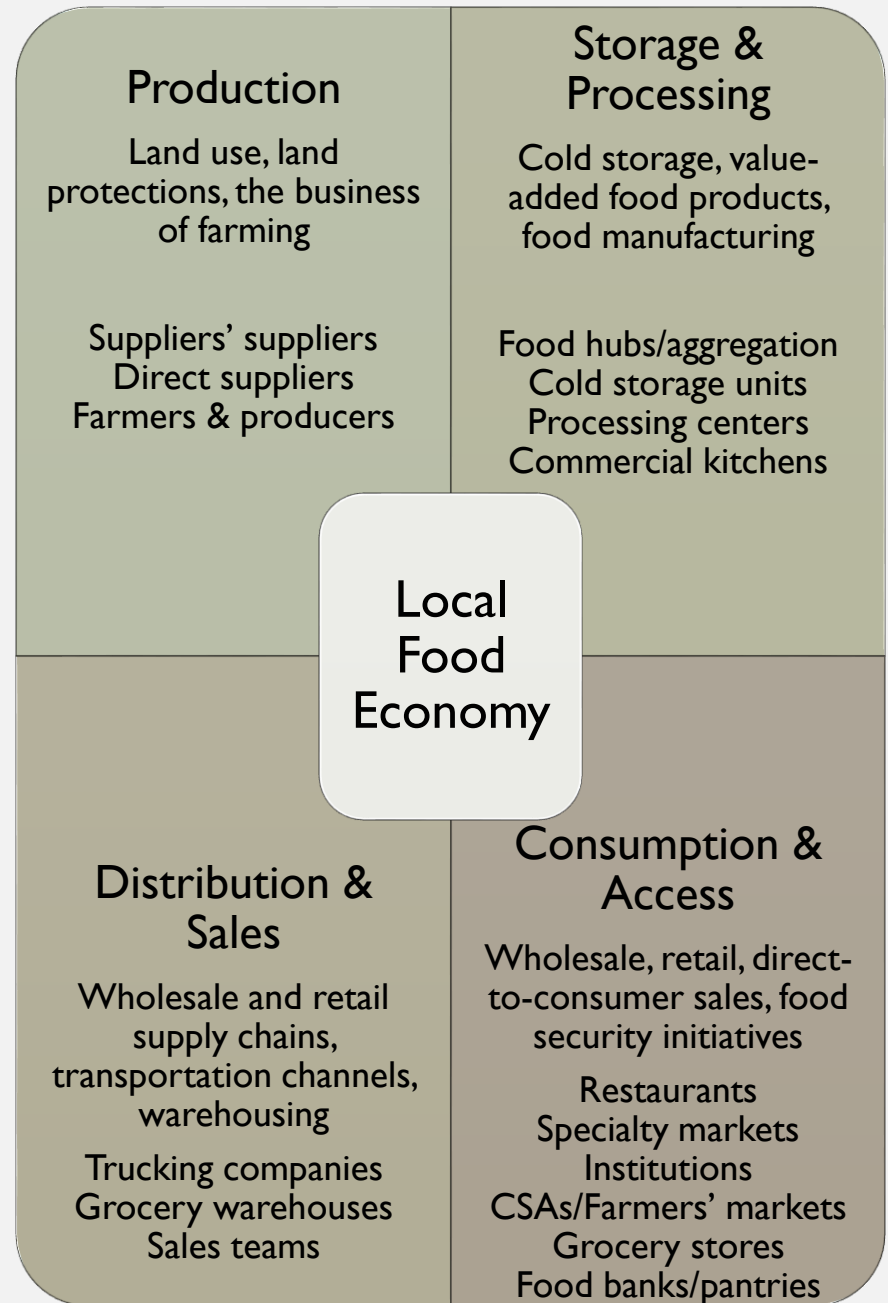 Production
Land use, land
protections, the business
of farming
Suppliers’ suppliers
Direct suppliers
Farmers & producers
Storage &
Processing
Cold storage, value-
added food products,
food manufacturing
Food hubs/aggregation
Cold storage units
Processing centers
Commercial kitchens
Local
Food
Economy
Distribution &
Sales
Wholesale and retail
supply chains,
transportation channels,
warehousing
Trucking companies
Grocery warehouses
Sales teams
Consumption &
Access
Wholesale, retail, direct-
to-consumer sales, food
security initiatives
Restaurants
Specialty markets
Institutions
CSAs/Farmers’ markets
Grocery stores
Food banks/pantries